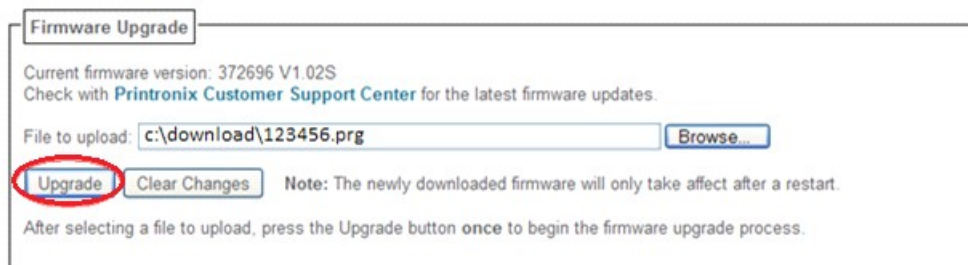 Firmware Upgrade
Current firmware version: 372696 V1.02S
Check with Printronix Customer Support Center for the latest firmware updates.
File to upload: c:\download\123456.prg Browse...
Upgrade Clear Changes Note: The newly downloaded firmware will only take affect after a restart.
After selecting a file to upload, press the Upgrade button once to begin the firmware upgrade process.